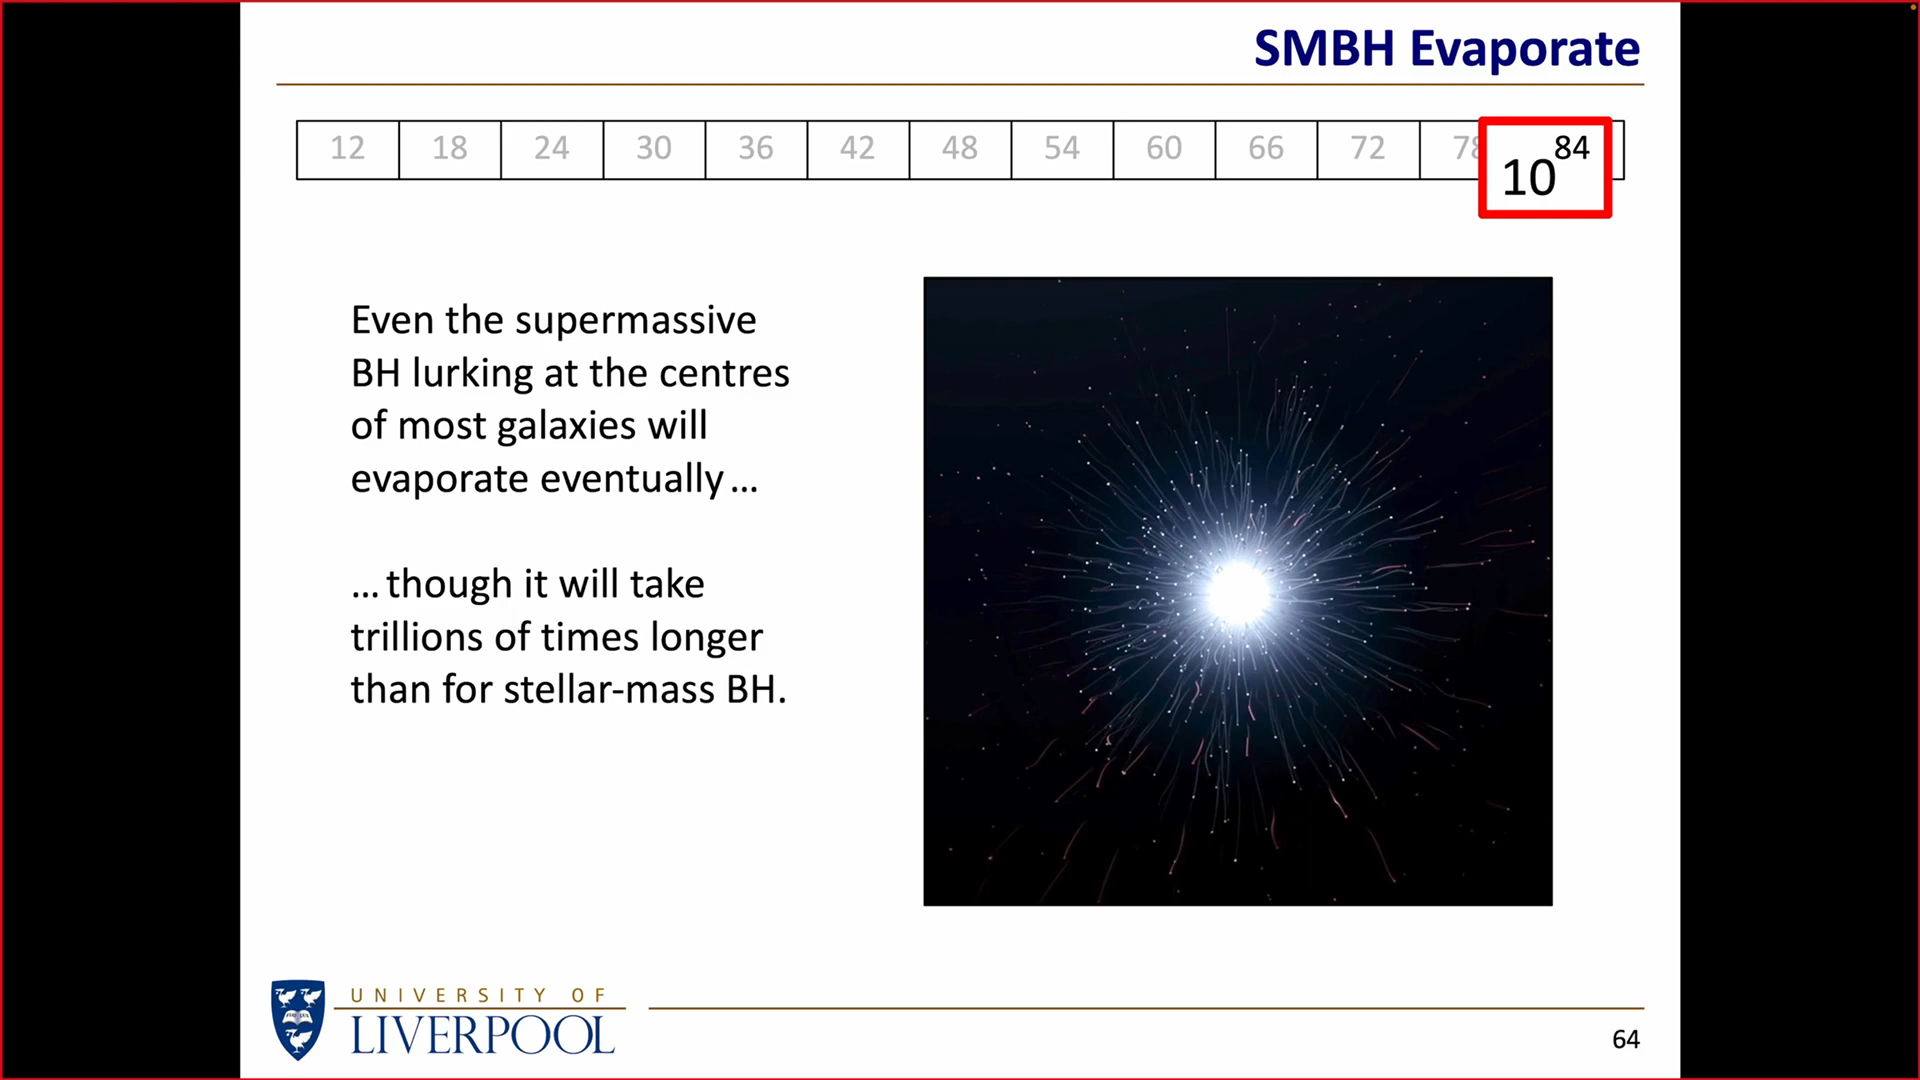 SMBH Evaporate
12 18 24 30 36 42 48 54 60 66 72 78 10^84
Even the supermassive
BH lurking at the centres
of most galaxies will
evaporate eventually ...
... though it will take
trillions of times longer
than for stellar-mass BH.
UNIVERSITY OF
LIVERPOOL
64